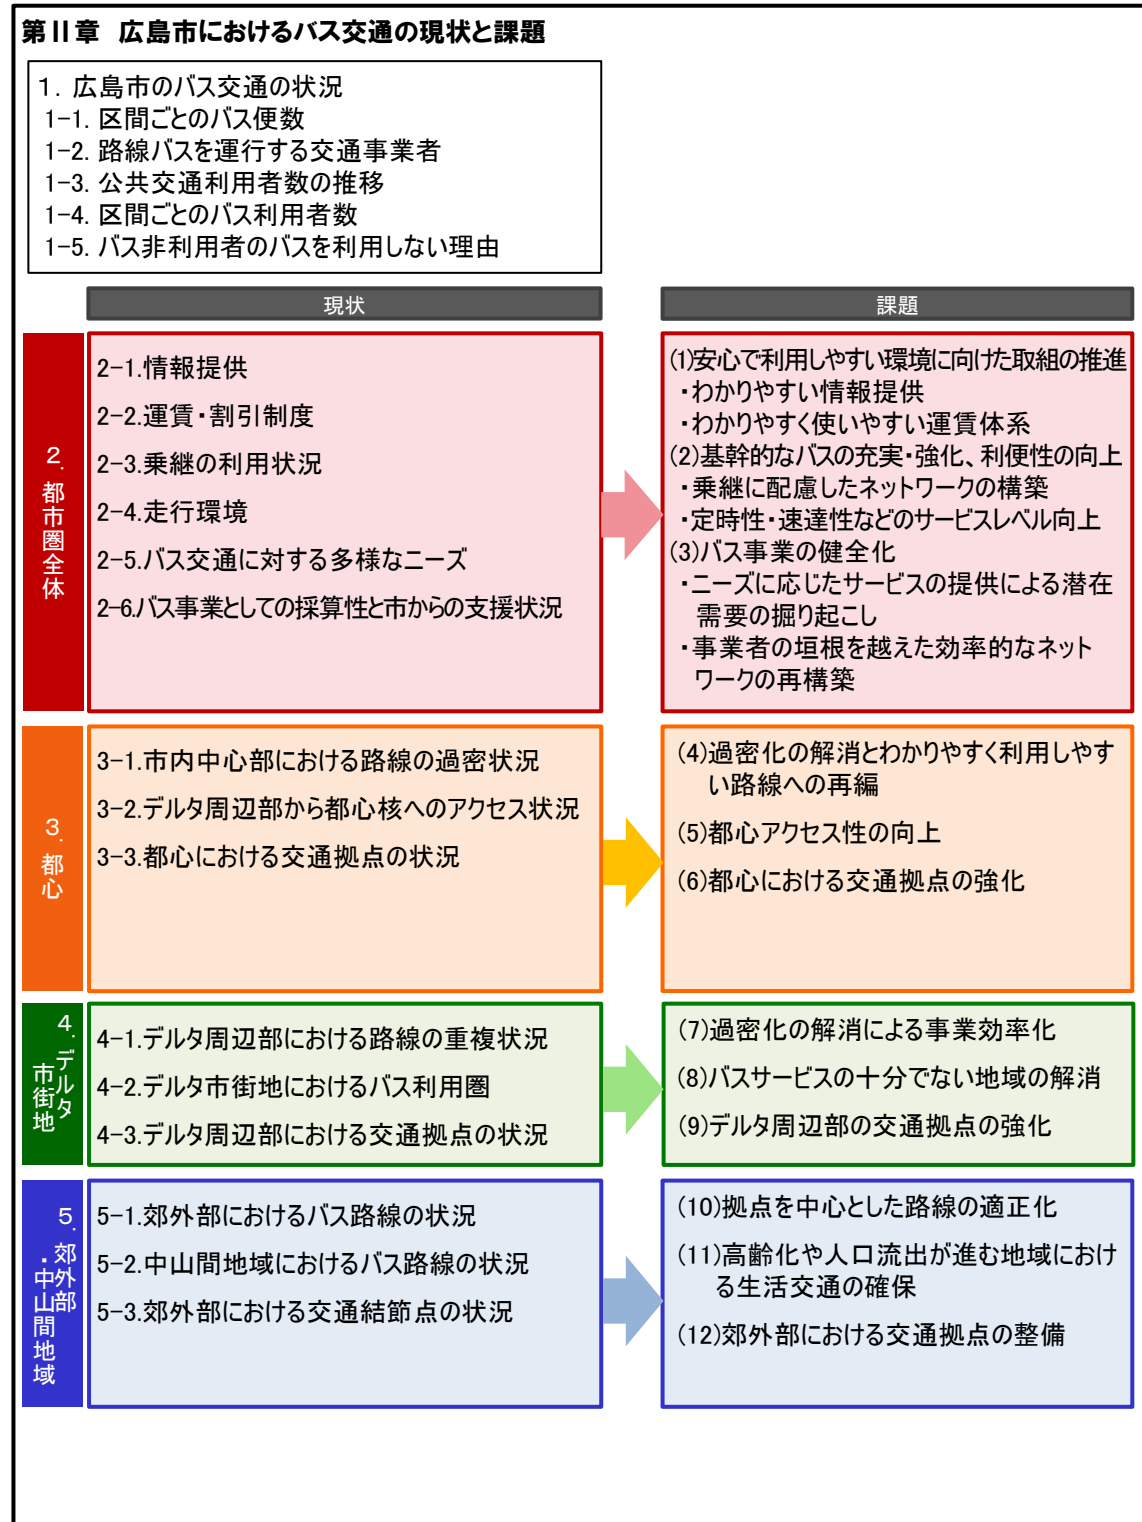 第Ⅱ章 広島市におけるバス交通の現状と課題
1. 広島市のバス交通の状況
1-1. 区間ごとのバス便数
1-2. 路線バスを運行する交通事業者
1-3. 公共交通利用者数の推移
1-4. 区間ごとのバス利用者数
1-5. バス非利用者のバスを利用しない理由
現状
課題
2.都市圏全体
2-1.情報提供
2-2.運賃・割引制度
2-3.乗継の利用状況
2-4.走行環境
2-5.バス交通に対する多様なニーズ
2-6.バス事業としての採算性と市からの支援状況
(1)安心で利用しやすい環境に向けた取組の推進
・わかりやすい情報提供
・わかりやすく使いやすい運賃体系
(2)基幹的なバスの充実・強化、利便性の向上
・乗継に配慮したネットワークの構築
・定時性・速達性などのサービスレベル向上
(3)バス事業の健全化
・ニーズに応じたサービスの提供による潜在
需要の掘り起こし
・事業者の垣根を越えた効率的なネット
ワークの再構築
3.都心
3-1.市内中心部における路線の過密状況
3-2.デルタ周辺部から都心核へのアクセス状況
3-3.都心における交通拠点の状況
(4)過密化の解消とわかりやすく利用しやす
い路線への再編
(5)都心アクセス性の向上
(6)都心における交通拠点の強化
4.デルタ
市街地
4-1.デルタ周辺部における路線の重複状況
4-2.デルタ市街地におけるバス利用圏
4-3.デルタ周辺部における交通拠点の状況
(7)過密化の解消による事業効率化
(8)バスサービスの十分でない地域の解消
(9)デルタ周辺部の交通拠点の強化
5.郊外部
・中山間地域
5-1.郊外部におけるバス路線の状況
5-2.中山間地域におけるバス路線の状況
5-3.郊外部における交通結節点の状況
(10)拠点を中心とした路線の適正化
(11)高齢化や人口流出が進む地域におけ
る生活交通の確保
(12)郊外部における交通拠点の整備